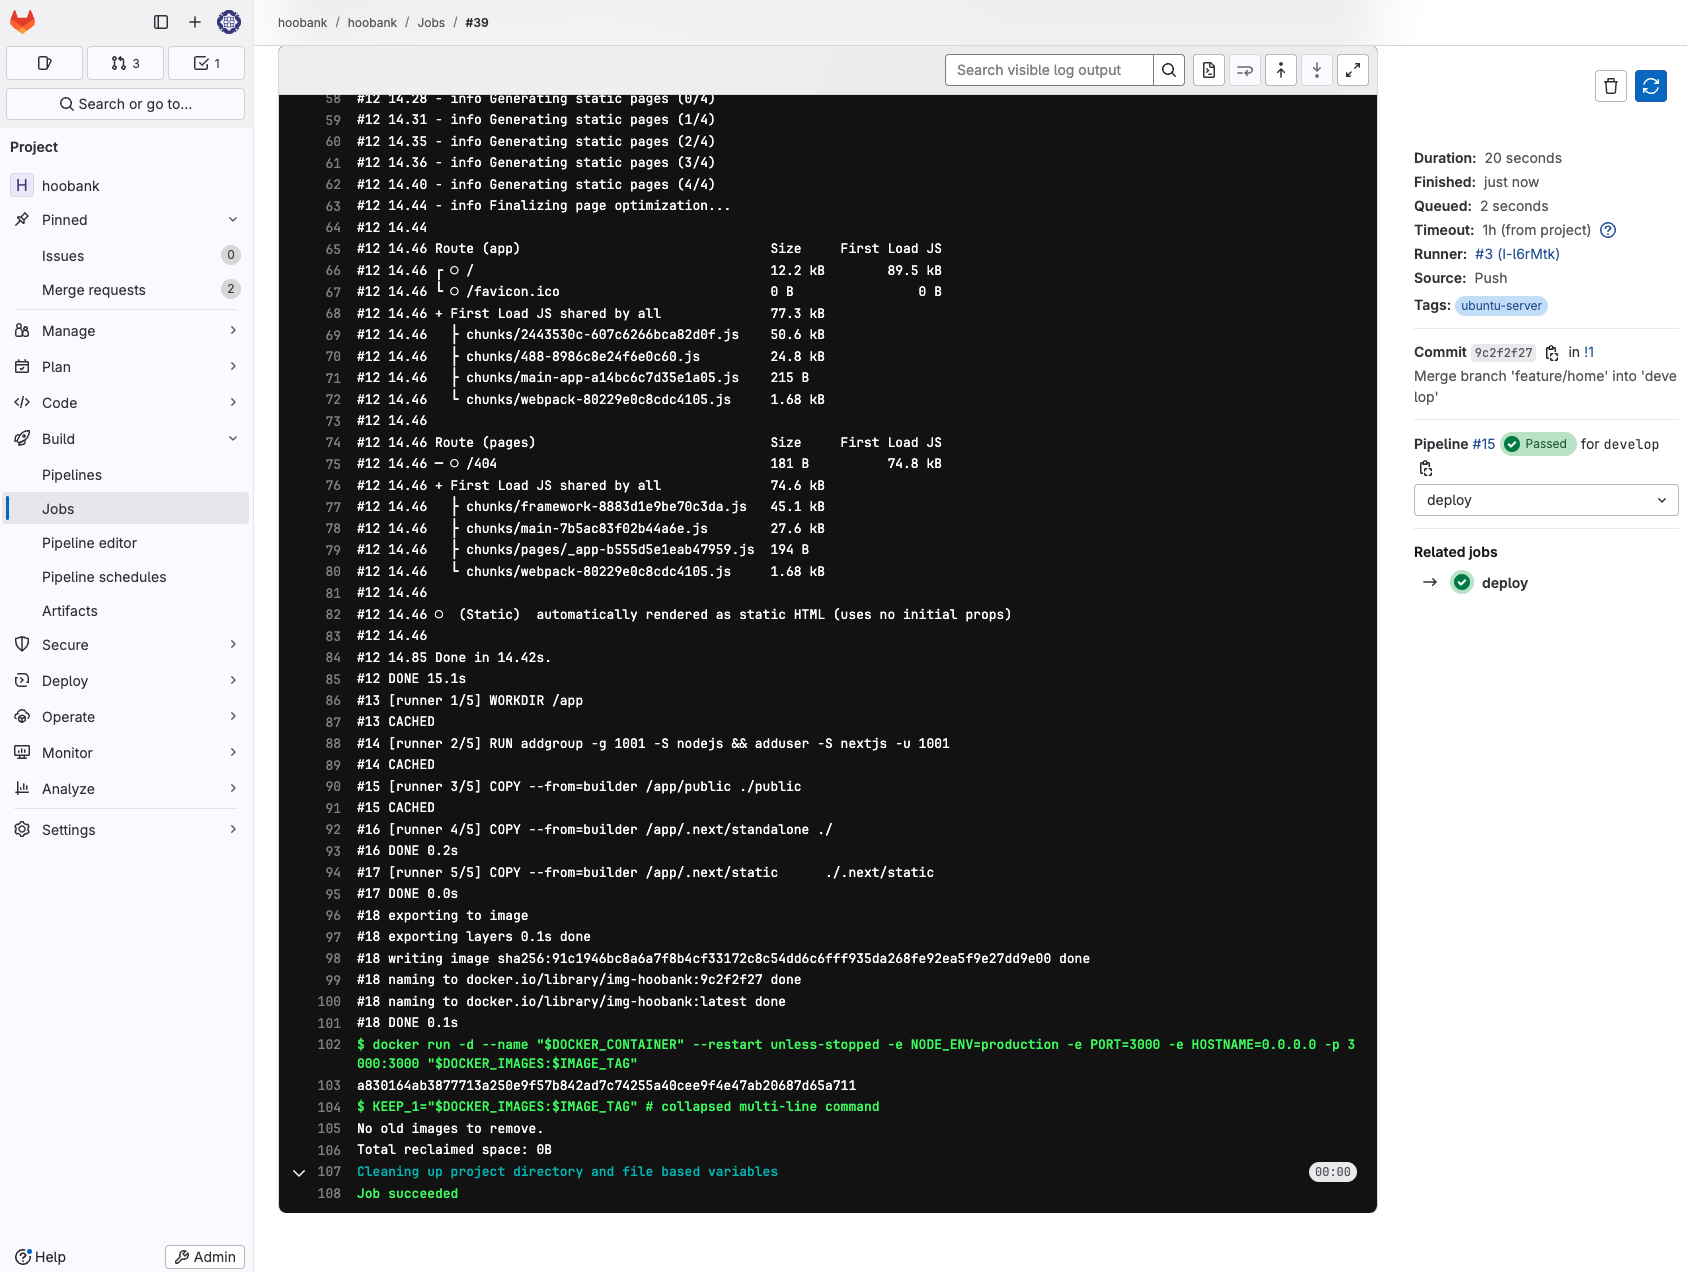 hoobank / hoobank / Jobs / #39
3
1
Search or go to...
Project
H hoobank
Pinned
Issues 0
Merge requests 2
Manage
Plan
Code
Build
Pipelines
Jobs
Pipeline editor
Pipeline schedules
Artifacts
Secure
Deploy
Operate
Monitor
Analyze
Settings
Help
Admin
Search visible log output
58 #12 14.28 - info Generating static pages (0/4)
59 #12 14.31 - info Generating static pages (1/4)
60 #12 14.35 - info Generating static pages (2/4)
61 #12 14.36 - info Generating static pages (3/4)
62 #12 14.40 - info Generating static pages (4/4)
63 #12 14.44 - info Finalizing page optimization...
64 #12 14.44
65 #12 14.46 Route (app) Size First Load JS
66 #12 14.46 ┌ ○ / 12.2 kB 89.5 kB
67 #12 14.46 └ ○ /favicon.ico 0 B 0 B
68 #12 14.46 + First Load JS shared by all 77.3 kB
69 #12 14.46 ├ chunks/2443530c-607c6266bca82d0f.js 50.6 kB
70 #12 14.46 ├ chunks/488-8986c8e24f6e0c60.js 24.8 kB
71 #12 14.46 ├ chunks/main-app-a14bc6c7d35e1a05.js 215 B
72 #12 14.46 └ chunks/webpack-80229e0c8cdc4105.js 1.68 kB
73 #12 14.46
74 #12 14.46 Route (pages) Size First Load JS
75 #12 14.46 ─ ○ /404 181 B 74.8 kB
76 #12 14.46 + First Load JS shared by all 74.6 kB
77 #12 14.46 ├ chunks/framework-8883d1e9be70c3da.js 45.1 kB
78 #12 14.46 ├ chunks/main-7b5ac83f02b44a6e.js 27.6 kB
79 #12 14.46 ├ chunks/pages/_app-b555d5e1eab47959.js 194 B
80 #12 14.46 └ chunks/webpack-80229e0c8cdc4105.js 1.68 kB
81 #12 14.46
82 #12 14.46 ○ (Static) automatically rendered as static HTML (uses no initial props)
83 #12 14.46
84 #12 14.85 Done in 14.42s.
85 #12 DONE 15.1s
86 #13 [runner 1/5] WORKDIR /app
87 #13 CACHED
88 #14 [runner 2/5] RUN addgroup -g 1001 -S nodejs && adduser -S nextjs -u 1001
89 #14 CACHED
90 #15 [runner 3/5] COPY --from=builder /app/public ./public
91 #15 CACHED
92 #16 [runner 4/5] COPY --from=builder /app/.next/standalone ./
93 #16 DONE 0.2s
94 #17 [runner 5/5] COPY --from=builder /app/.next/static ./.next/static
95 #17 DONE 0.0s
96 #18 exporting to image
97 #18 exporting layers 0.1s done
98 #18 writing image sha256:91c1946bc8a6a7f8b4cf33172c8c54dd6c6fff935da268fe92ea5f9e27dd9e00 done
99 #18 naming to docker.io/library/img-hoobank:9c2f2f27 done
100 #18 naming to docker.io/library/img-hoobank:latest done
101 #18 DONE 0.1s
102 $ docker run -d --name "$DOCKER_CONTAINER" --restart unless-stopped -e NODE_ENV=production -e PORT=3000 -e HOSTNAME=0.0.0.0 -p 3
000:3000 "$DOCKER_IMAGES:$IMAGE_TAG"
103 a830164ab3877713a250e9f57b842ad7c74255a40cee9f4e47ab20687d65a711
104 $ KEEP_1="$DOCKER_IMAGES:$IMAGE_TAG" # collapsed multi-line command
105 No old images to remove.
106 Total reclaimed space: 0B
107 Cleaning up project directory and file based variables 00:00
108 Job succeeded
Duration: 20 seconds
Finished: just now
Queued: 2 seconds
Timeout: 1h (from project)
Runner: #3 (I-l6rMtk)
Source: Push
Tags: ubuntu-server
Commit 9c2f2f27 in !1
Merge branch 'feature/home' into 'deve
lop'
Pipeline #15 Passed for develop
deploy
Related jobs
→ deploy